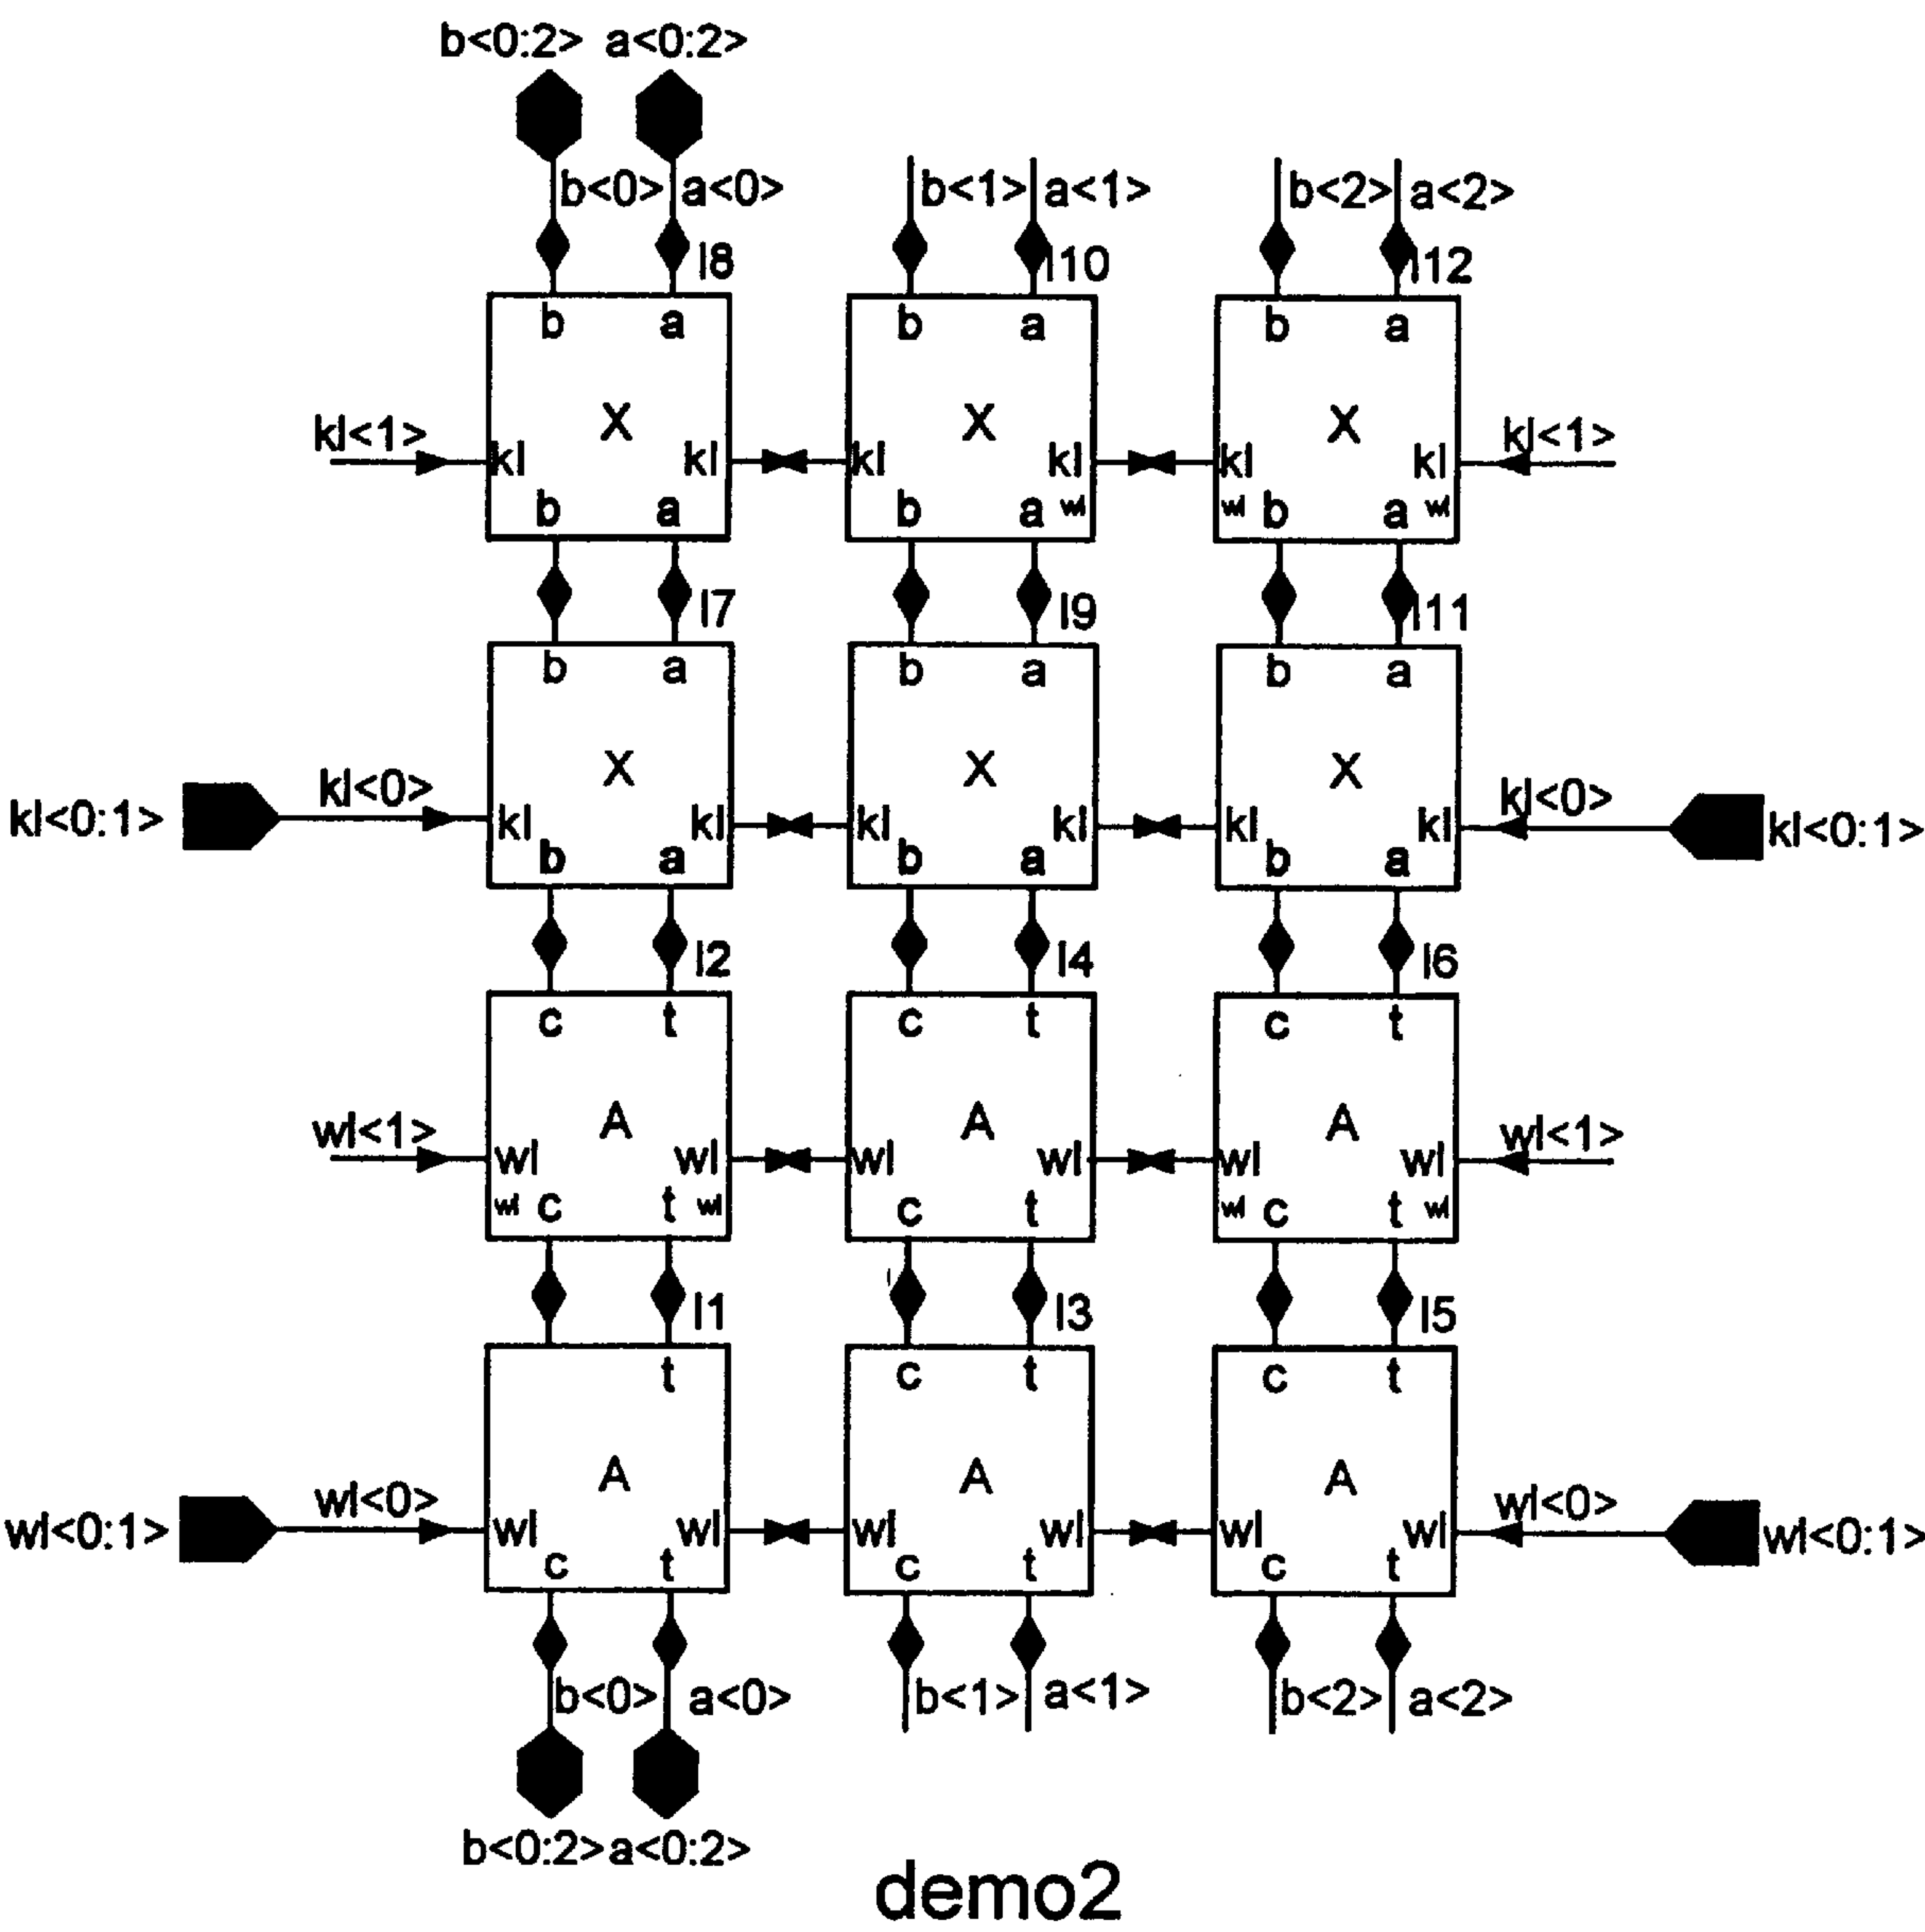 b<0:2> a<0:2>
b<0> a<0> b<1> a<1> b<2> a<2>
I8 I10 I12
b a b a b a
X X X
kl<1> kl kl kl kl kl kl kl<1>
b a b a wl wl b a wl
I7 I9 I11
b a b a b a
X X X
kl<0:1> kl<0> kl kl kl kl kl kl kl<0> kl<0:1>
b a b a b a
I2 I4 I6
c t c t c t
A A A
wl<1> wl wl wl wl wl wl wl<1>
wl c t wl c t wl c t wl
I1 I3 I5
t c t c t
A A A
wl<0:1> wl<0> wl wl wl wl wl wl wl<0> wl<0:1>
c t c t c t
b<0> a<0> b<1> a<1> b<2> a<2>
b<0:2> a<0:2>
demo2